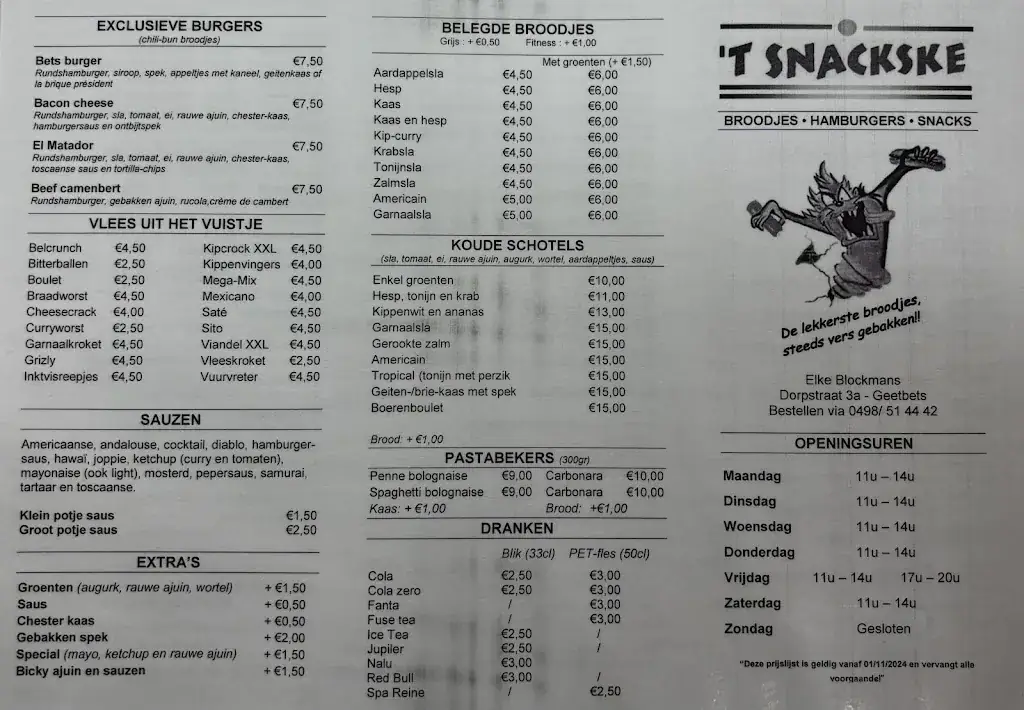 EXCLUSIEVE BURGERS
(chili-bun broodjes)
Bets burger €7,50
Rundshamburger, siroop, spek, appeltjes met kaneel, geitenkaas of
la brique président
Bacon cheese €7,50
Rundshamburger, sla, tomaat, ei, rauwe ajuin, chester-kaas,
hamburgersaus en ontbijtspek
El Matador €7,50
Rundshamburger, sla, tomaat, ei, rauwe ajuin, chester-kaas,
toscaanse saus en tortilla-chips
Beef camenbert €7,50
Rundshamburger, gebakken ajuin, rucola,crème de cambert
VLEES UIT HET VUISTJE
Belcrunch €4,50 Kipcrock XXL €4,50
Bitterballen €2,50 Kippenvingers €4,00
Boulet €2,50 Mega-Mix €4,50
Braadworst €4,50 Mexicano €4,00
Cheesecrack €4,00 Saté €4,50
Curryworst €2,50 Sito €4,50
Garnaalkroket €4,50 Viandel XXL €4,50
Grizly €4,50 Vleeskroket €2,50
Inktvisreepjes €4,50 Vuurvreter €4,50
SAUZEN
Americaanse, andalouse, cocktail, diablo, hamburger-
saus, hawaï, joppie, ketchup (curry en tomaten),
mayonaise (ook light), mosterd, pepersaus, samurai,
tartaar en toscaanse.
Klein potje saus €1,50
Groot potje saus €2,50
EXTRA'S
Groenten (augurk, rauwe ajuin, wortel) + €1,50
Saus + €0,50
Chester kaas + €0,50
Gebakken spek + €2,00
Special (mayo, ketchup en rauwe ajuin) + €1,50
Bicky ajuin en sauzen + €1,50
BELEGDE BROODJES
Grijs : + €0,50 Fitness : + €1,00
Met groenten (+ €1,50)
Aardappelsla €4,50 €6,00
Hesp €4,50 €6,00
Kaas €4,50 €6,00
Kaas en hesp €4,50 €6,00
Kip-curry €4,50 €6,00
Krabsla €4,50 €6,00
Tonijnsla €4,50 €6,00
Zalmsla €4,50 €6,00
Americain €5,00 €6,00
Garnaalsla €5,00 €6,00
KOUDE SCHOTELS
(sla, tomaat, ei, rauwe ajuin, augurk, wortel, aardappeltjes, saus)
Enkel groenten €10,00
Hesp, tonijn en krab €11,00
Kippenwit en ananas €13,00
Garnaalsla €15,00
Gerookte zalm €15,00
Americain €15,00
Tropical (tonijn met perzik €15,00
Geiten-/brie-kaas met spek €15,00
Boerenboulet €15,00
Brood: + €1,00
PASTABEKERS (300gr)
Penne bolognaise €9,00 Carbonara €10,00
Spaghetti bolognaise €9,00 Carbonara €10,00
Kaas: + €1,00 Brood: +€1,00
DRANKEN
Blik (33cl) PET-fles (50cl)
Cola €2,50 €3,00
Cola zero €2,50 €3,00
Fanta / €3,00
Fuse tea / €3,00
Ice Tea €2,50 /
Jupiler €2,50 /
Nalu €3,00
Red Bull €3,00 /
Spa Reine / €2,50
'T SNACKSKE
BROODJES • HAMBURGERS • SNACKS
De lekkerste broodjes,
steeds vers gebakken!!
Elke Blockmans
Dorpstraat 3a - Geetbets
Bestellen via 0498/ 51 44 42
OPENINGSUREN
Maandag 11u – 14u
Dinsdag 11u – 14u
Woensdag 11u – 14u
Donderdag 11u – 14u
Vrijdag 11u – 14u 17u – 20u
Zaterdag 11u – 14u
Zondag Gesloten
"Deze prijslijst is geldig vanaf 01/11/2024 en vervangt alle
voorgaande!"